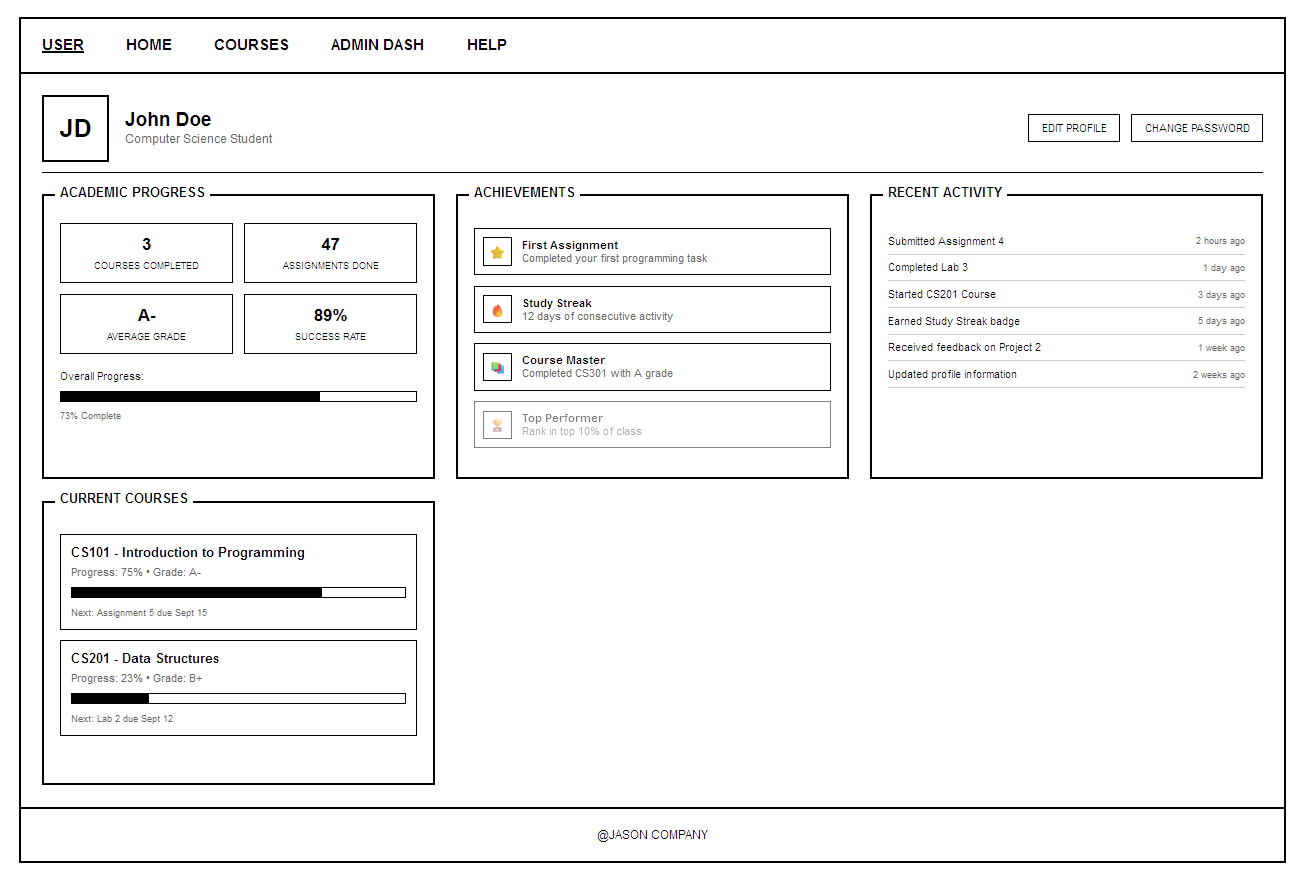 USER HOME COURSES ADMIN DASH HELP
JD
John Doe
Computer Science Student
EDIT PROFILE CHANGE PASSWORD
ACADEMIC PROGRESS
3
COURSES COMPLETED
47
ASSIGNMENTS DONE
A-
AVERAGE GRADE
89%
SUCCESS RATE
Overall Progress:
73% Complete
ACHIEVEMENTS
First Assignment
Completed your first programming task
Study Streak
12 days of consecutive activity
Course Master
Completed CS301 with A grade
Top Performer
Rank in top 10% of class
RECENT ACTIVITY
Submitted Assignment 4 2 hours ago
Completed Lab 3 1 day ago
Started CS201 Course 3 days ago
Earned Study Streak badge 5 days ago
Received feedback on Project 2 1 week ago
Updated profile information 2 weeks ago
CURRENT COURSES
CS101 - Introduction to Programming
Progress: 75% • Grade: A-
Next: Assignment 5 due Sept 15
CS201 - Data Structures
Progress: 23% • Grade: B+
Next: Lab 2 due Sept 12
@JASON COMPANY